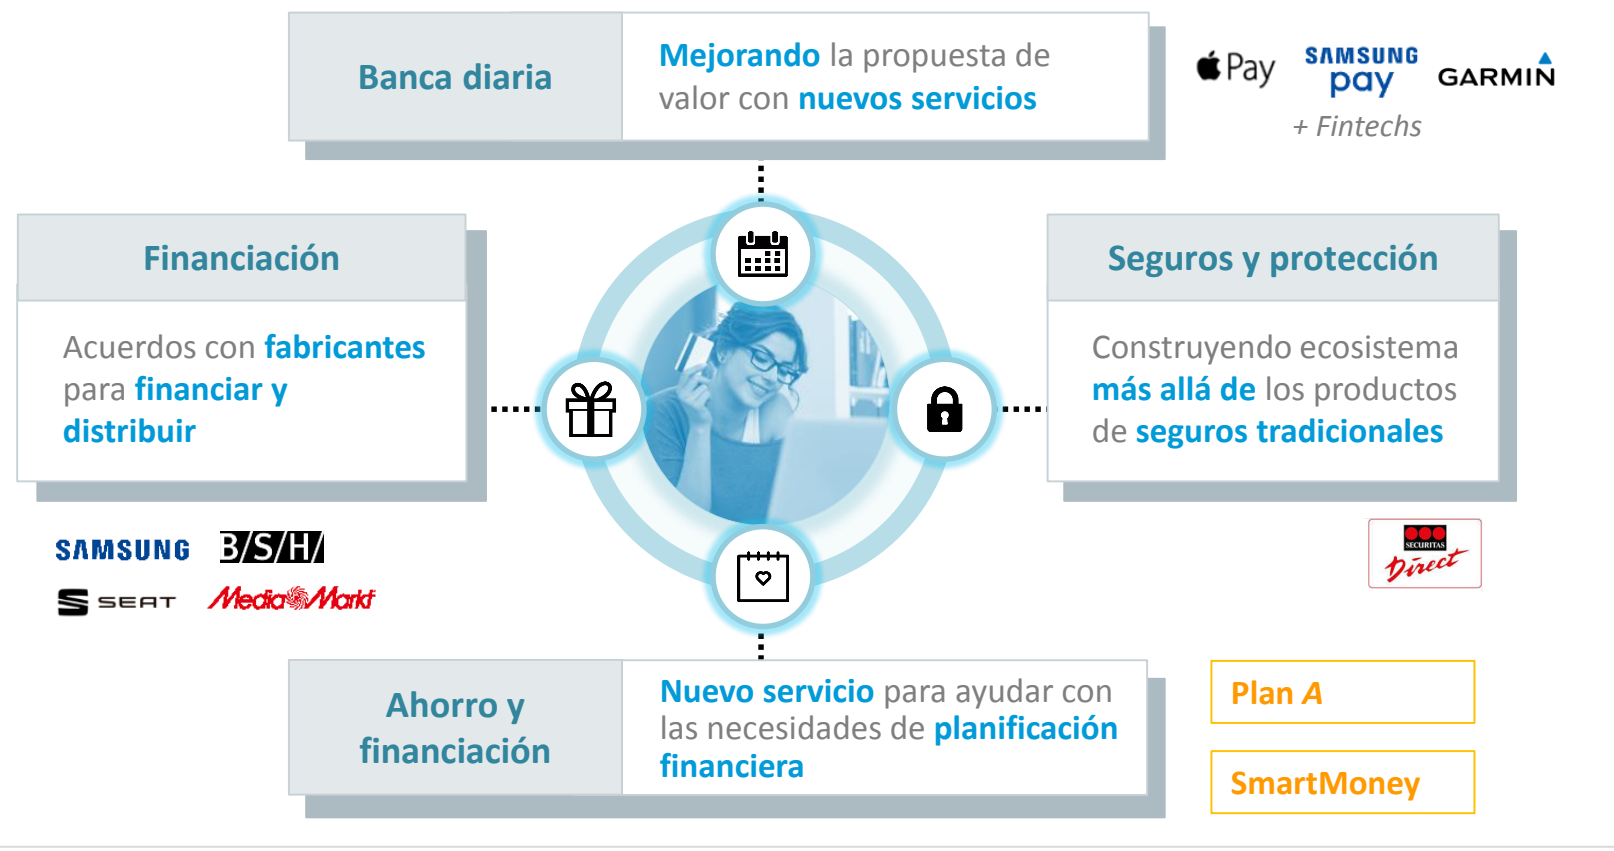 Banca diaria
Mejorando la propuesta de
valor con nuevos servicios
Pay
SAMSUNG
pay
GARMIN
+ Fintechs
Financiación
Acuerdos con fabricantes
para financiar y
distribuir
SAMSUNG
B/S/H/
SEAT
Media Markt
Seguros y protección
Construyendo ecosistema
más allá de los productos
de seguros tradicionales
SECURITAS
Direct
Ahorro y
financiación
Nuevo servicio para ayudar con
las necesidades de planificación
financiera
Plan A
SmartMoney